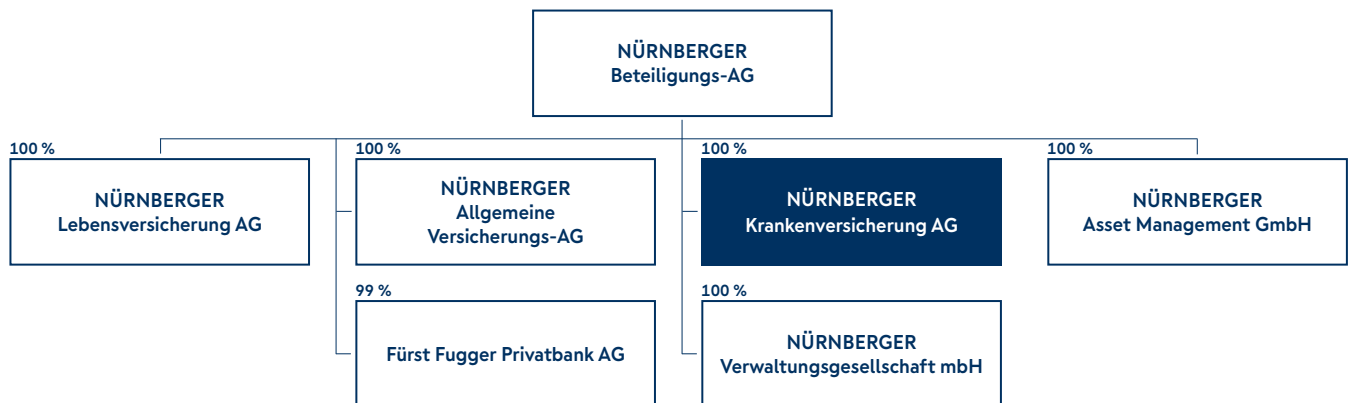 NÜRNBERGER
Beteiligungs-AG
100 %
NÜRNBERGER
Lebensversicherung AG
100 %
NÜRNBERGER
Allgemeine
Versicherungs-AG
100 %
NÜRNBERGER
Krankenversicherung AG
100 %
NÜRNBERGER
Asset Management GmbH
99 %
Fürst Fugger Privatbank AG
100 %
NÜRNBERGER
Verwaltungsgesellschaft mbH